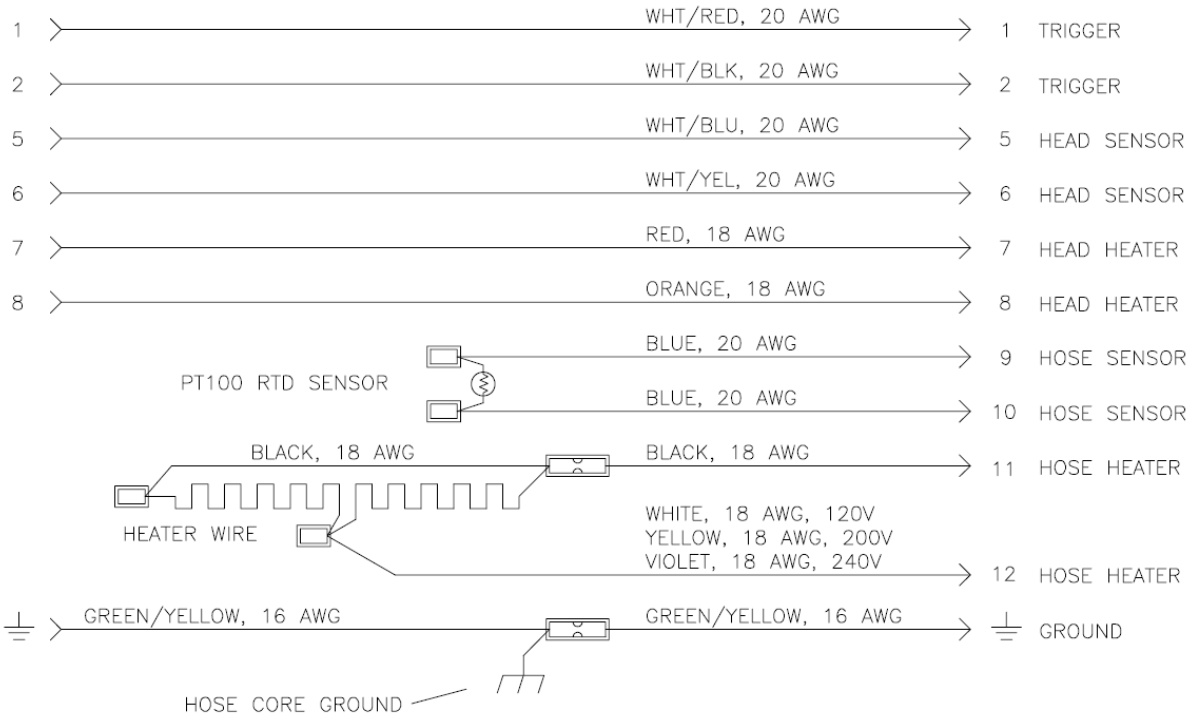 1 WHT/RED, 20 AWG 1 TRIGGER
2 WHT/BLK, 20 AWG 2 TRIGGER
5 WHT/BLU, 20 AWG 5 HEAD SENSOR
6 WHT/YEL, 20 AWG 6 HEAD SENSOR
7 RED, 18 AWG 7 HEAD HEATER
8 ORANGE, 18 AWG 8 HEAD HEATER
BLUE, 20 AWG 9 HOSE SENSOR
PT100 RTD SENSOR
BLUE, 20 AWG 10 HOSE SENSOR
BLACK, 18 AWG BLACK, 18 AWG 11 HOSE HEATER
HEATER WIRE
WHITE, 18 AWG, 120V
YELLOW, 18 AWG, 200V
VIOLET, 18 AWG, 240V
12 HOSE HEATER
GREEN/YELLOW, 16 AWG GREEN/YELLOW, 16 AWG GROUND
HOSE CORE GROUND